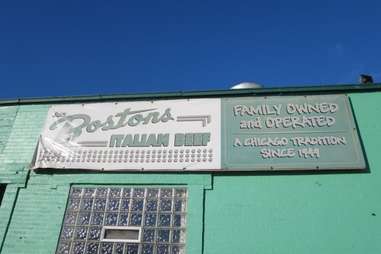 Bostons
ITALIAN BEEF
FAMILY OWNED
and OPERATED
A CHICAGO TRADITION
SINCE 1949